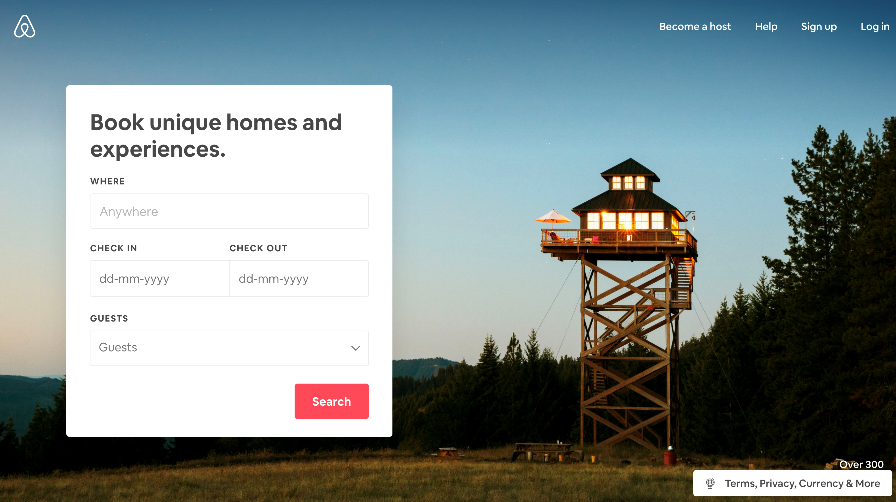 Become a host Help Sign up Log in
Book unique homes and
experiences.
WHERE
Anywhere
CHECK IN CHECK OUT
dd-mm-yyyy dd-mm-yyyy
GUESTS
Guests
Search
Over 300
Terms, Privacy, Currency & More